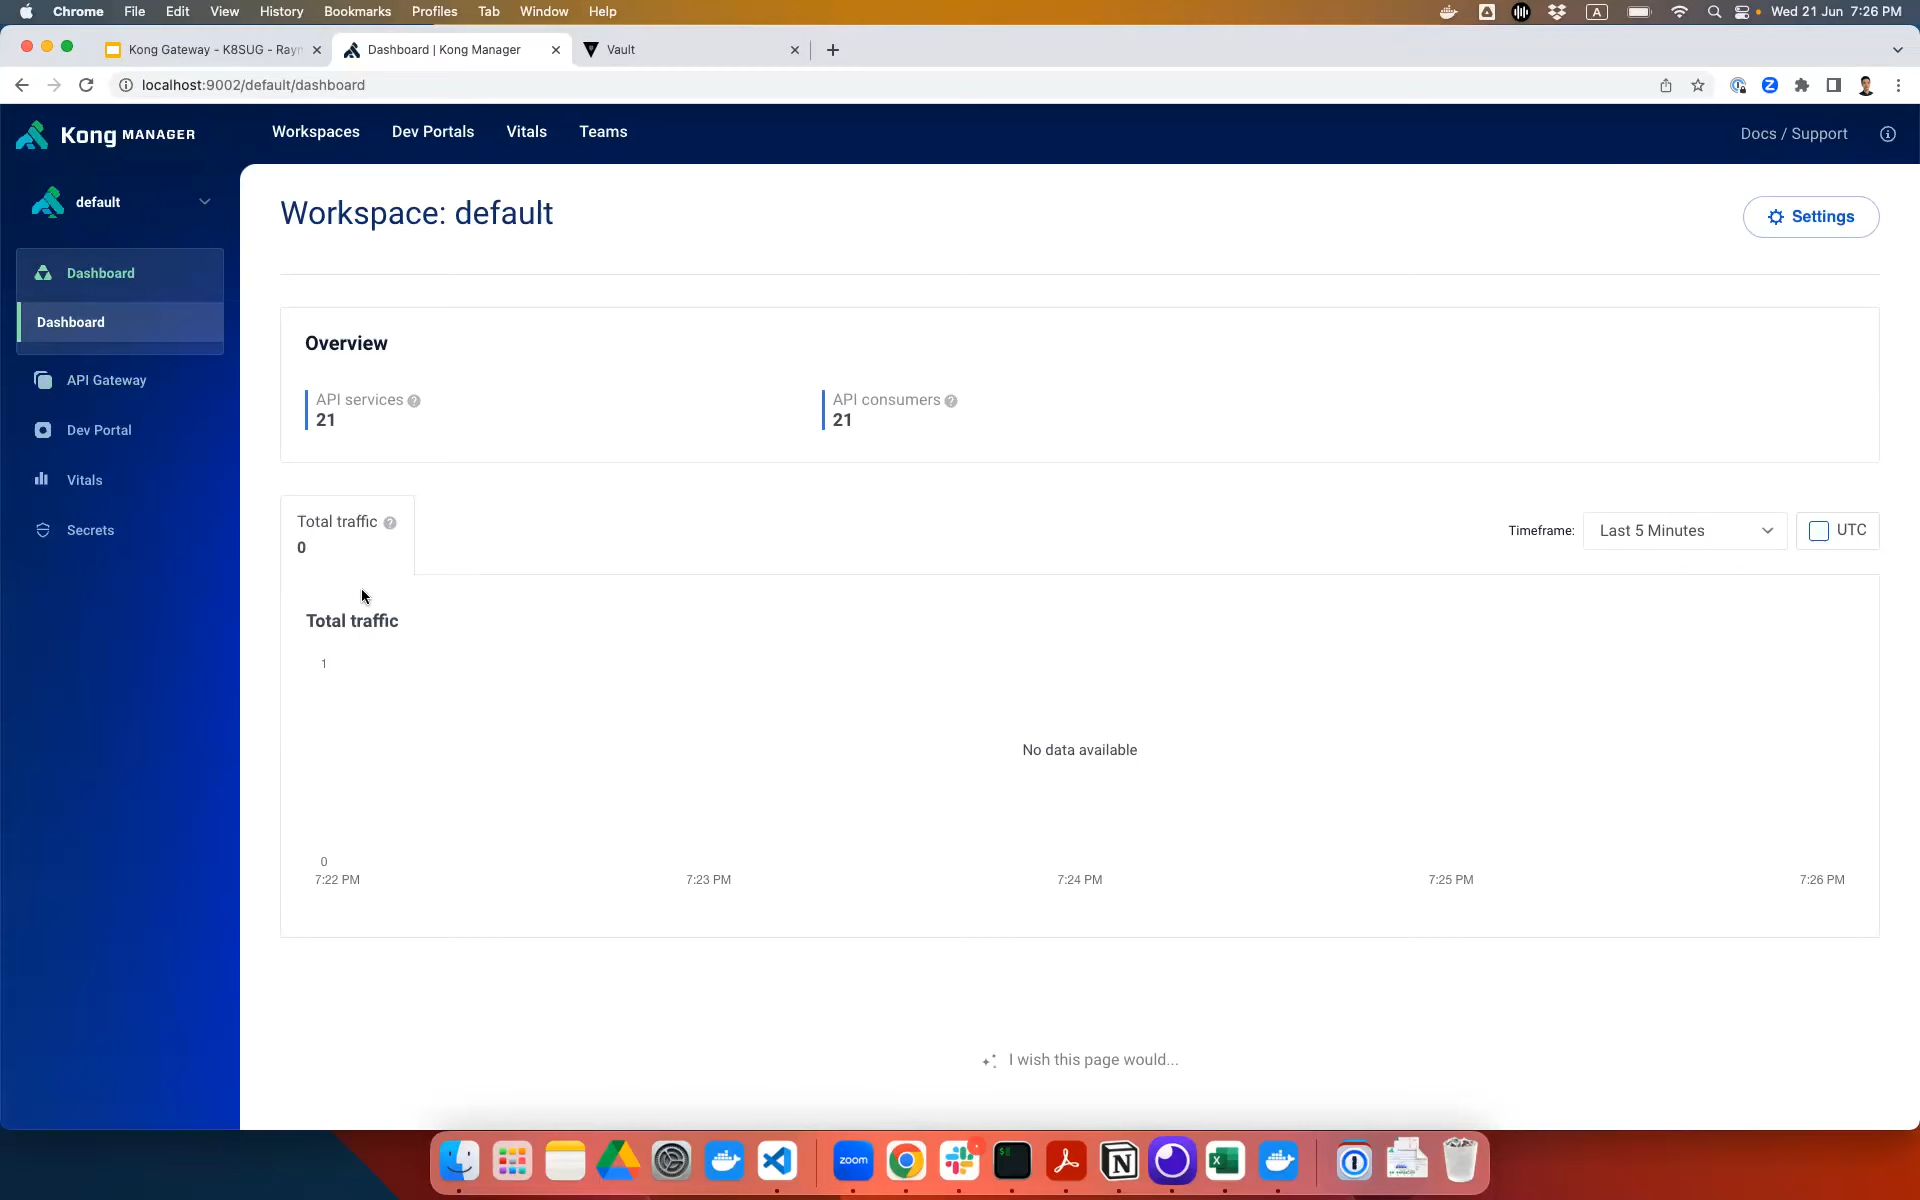 Chrome File Edit View History Bookmarks Profiles Tab Window Help A Wed 21 Jun 7:26 PM
Kong Gateway - K8SUG - Raym Dashboard | Kong Manager Vault
localhost:9002/default/dashboard
Kong MANAGER Workspaces Dev Portals Vitals Teams Docs / Support
default
Workspace: default
Settings
Dashboard
Dashboard
Overview
API Gateway
API services
21
API consumers
21
Dev Portal
Vitals
Total traffic
0
Timeframe: Last 5 Minutes UTC
Secrets
Total traffic
1
No data available
0
7:22 PM 7:23 PM 7:24 PM 7:25 PM 7:26 PM
I wish this page would...
zoom